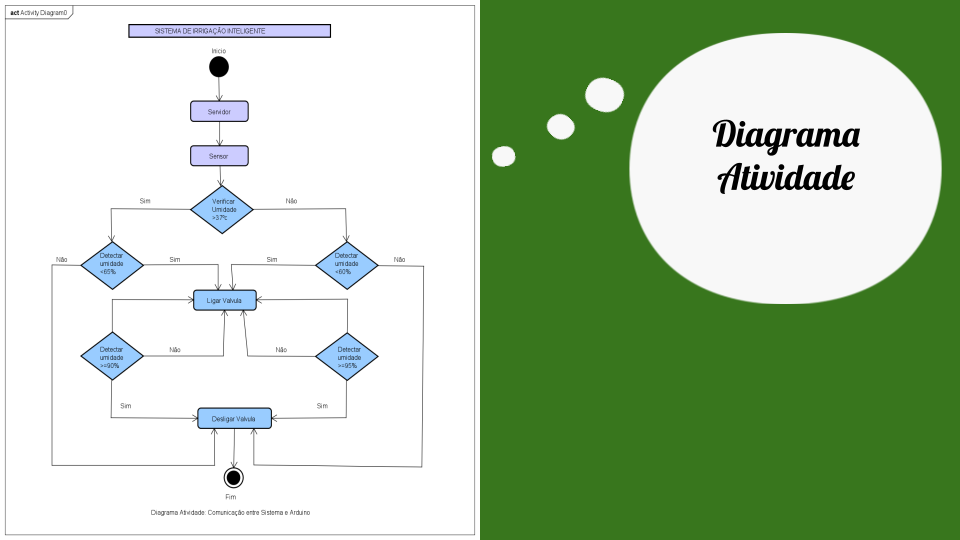 act Activity Diagram0
SISTEMA DE IRRIGAÇÃO INTELIGENTE
Inicio
Servidor
Sensor
Verificar
Umidade
>37ºc
Sim
Não
Detectar
umidade
<65%
Detectar
umidade
<60%
Não
Sim
Sim
Não
Ligar Valvula
Detectar
umidade
>=90%
Detectar
umidade
>=95%
Não
Não
Sim
Sim
Desligar Valvula
Fim
Diagrama Atividade: Comunicação entre Sistema e Arduino
Diagrama
Atividade